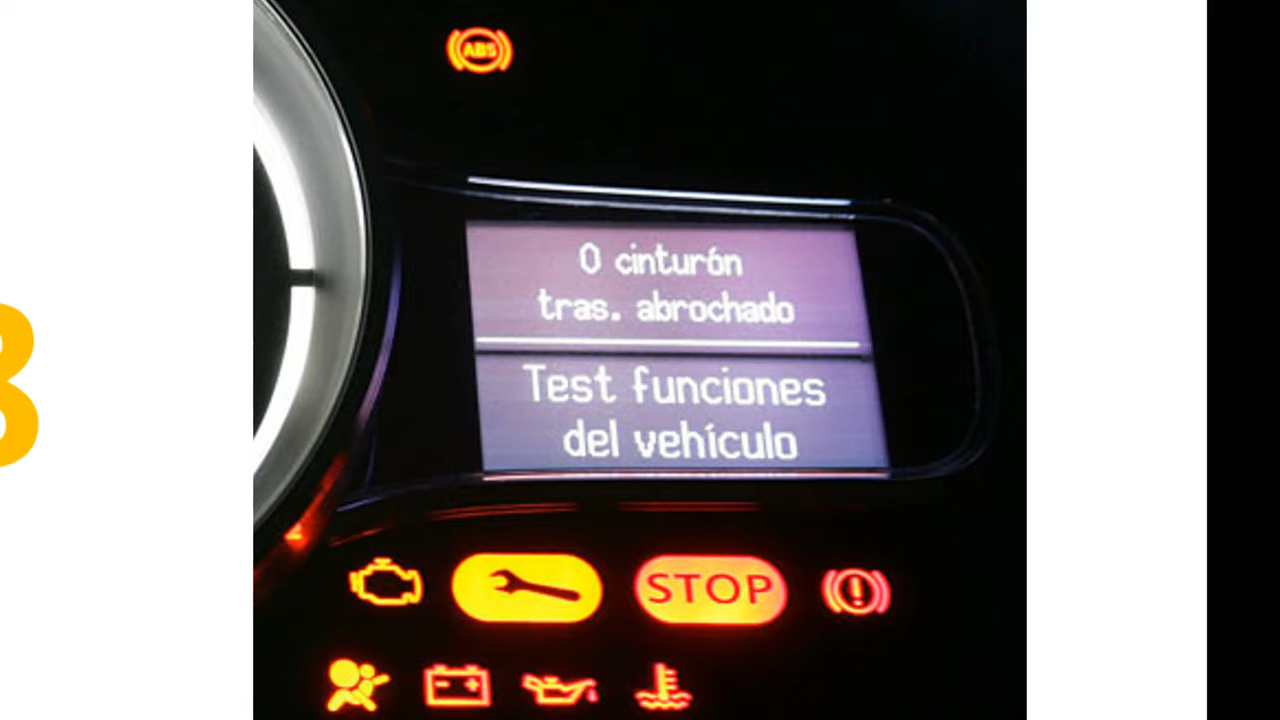 ABS
0 cinturón
tras. abrochado
Test funciones
del vehículo
STOP